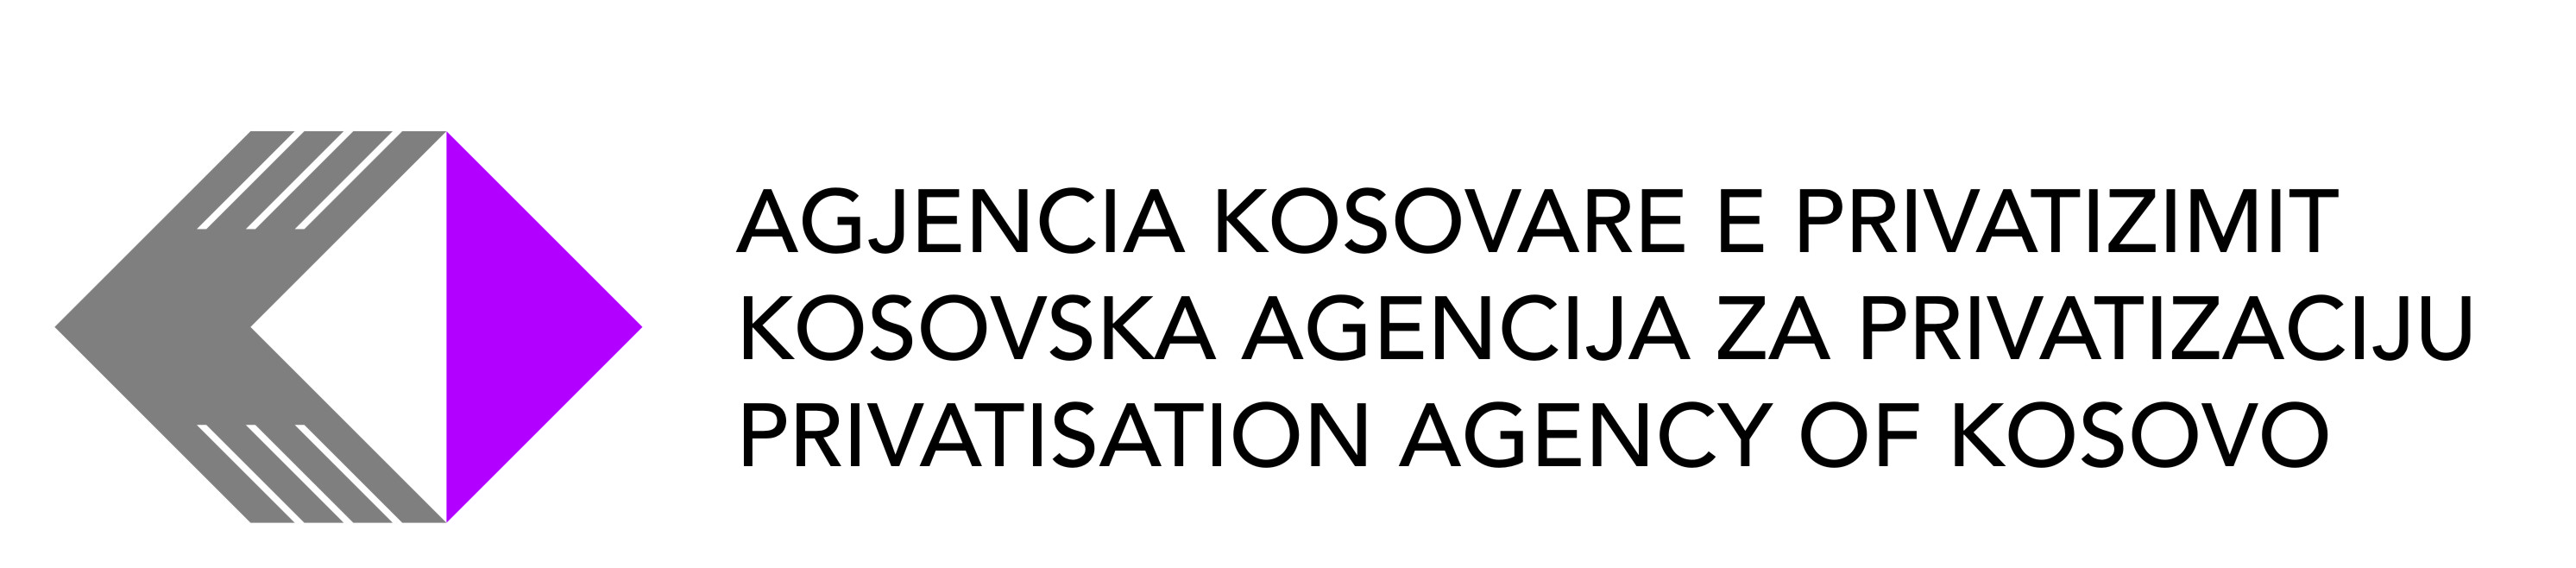 AGJENCIA KOSOVARE E PRIVATIZIMIT
KOSOVSKA AGENCIJA ZA PRIVATIZACIJU
PRIVATISATION AGENCY OF KOSOVO